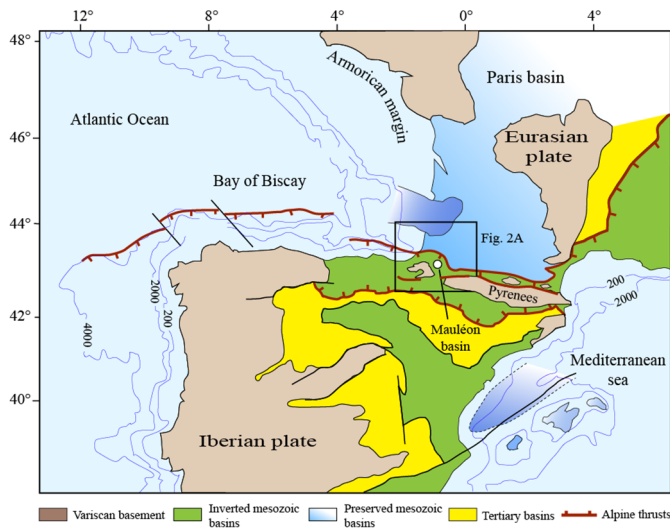 12° 8° 4° 0° 4°
48°
46°
44°
42°
40°
Armorican
margin
Paris basin
Atlantic Ocean
Eurasian
plate
Bay of Biscay
Fig. 2A
Pyrenees
200
2000
2000
200
4000
Mauléon
basin
Mediterranean
sea
Iberian plate
Variscan basement
Inverted mesozoic
basins
Preserved mesozoic
basins
Tertiary basins
Alpine thrusts